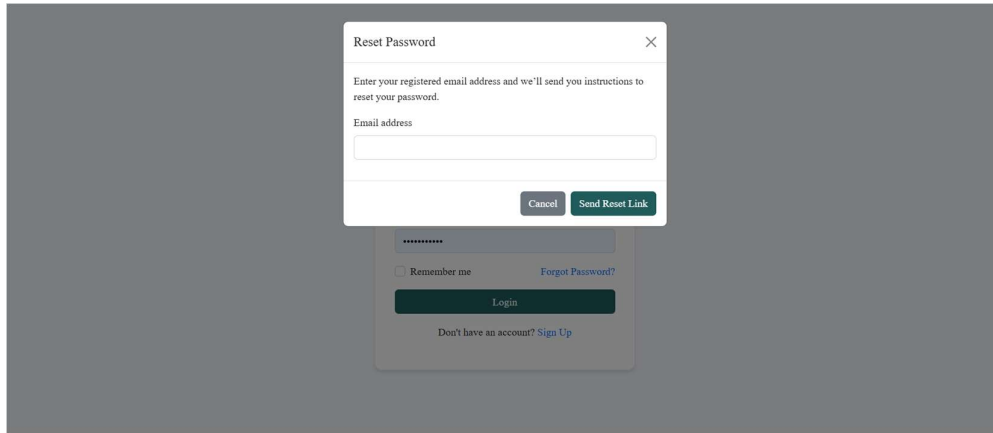 Reset Password
Enter your registered email address and we’ll send you instructions to
reset your password.
Email address
Cancel
Send Reset Link
Remember me
Forgot Password?
Login
Don't have an account? Sign Up